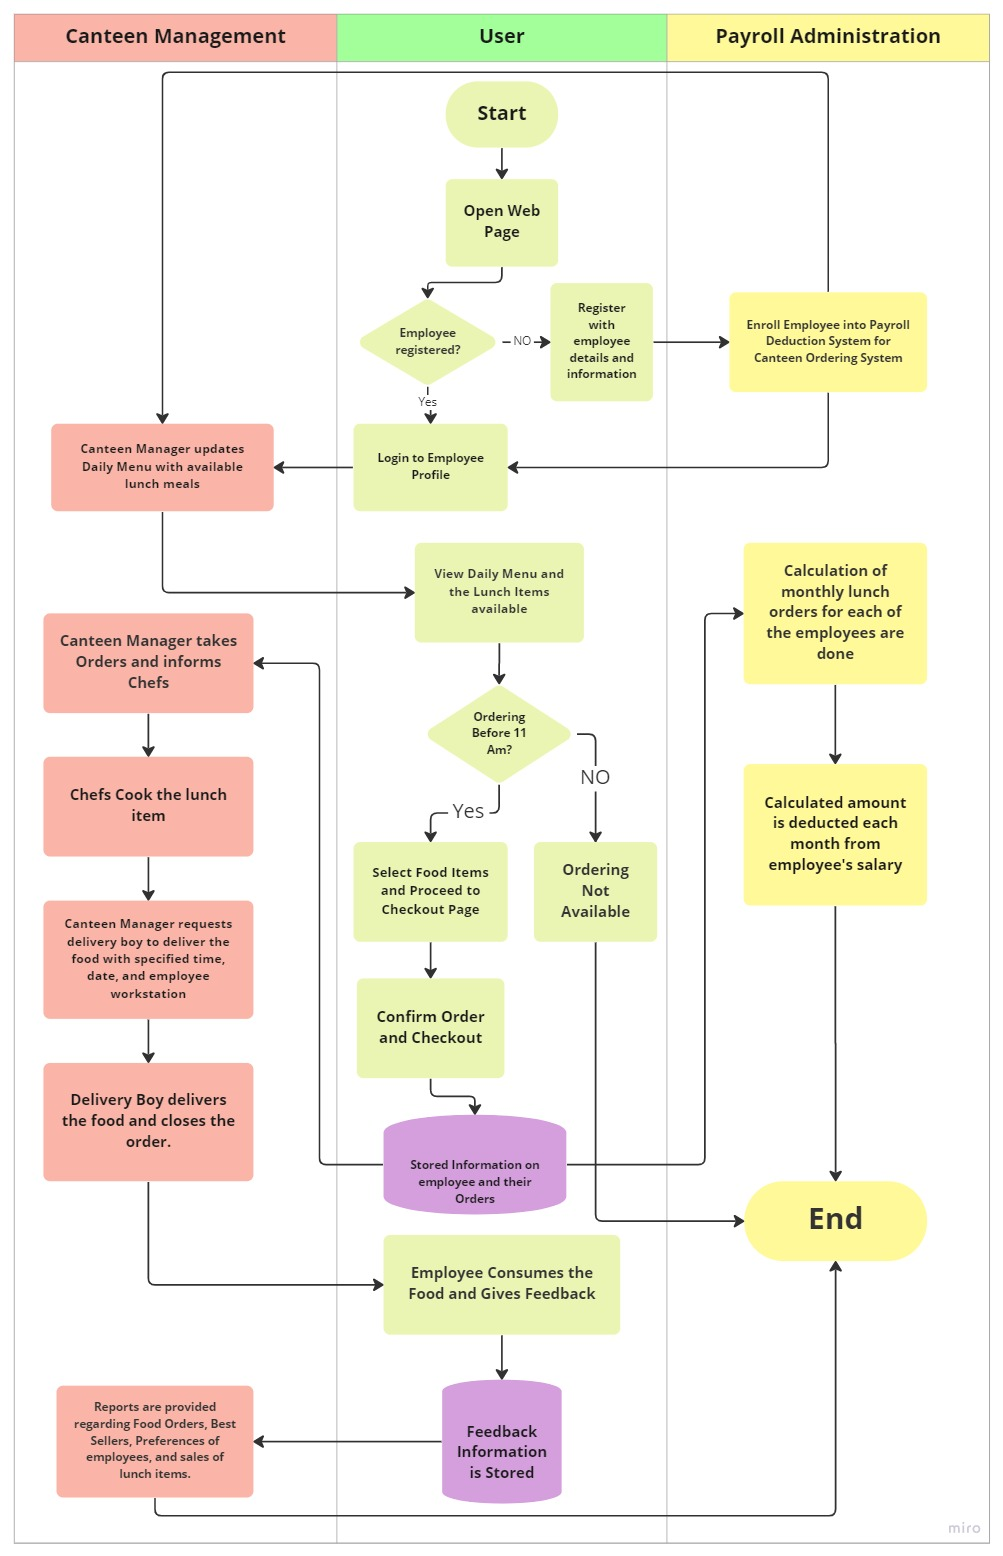 Canteen Management
User
Payroll Administration
Start
Open Web
Page
Employee
registered?
NO
Register
with
employee
details and
information
Enroll Employee into Payroll
Deduction System for
Canteen Ordering System
Yes
Canteen Manager updates
Daily Menu with available
lunch meals
Login to Employee
Profile
View Daily Menu and
the Lunch Items
available
Calculation of
monthly lunch
orders for each of
the employees are
done
Canteen Manager takes
Orders and informs
Chefs
Ordering
Before 11
Am?
NO
Yes
Chefs Cook the lunch
item
Calculated amount
is deducted each
month from
employee's salary
Select Food Items
and Proceed to
Checkout Page
Ordering
Not
Available
Canteen Manager requests
delivery boy to deliver the
food with specified time,
date, and employee
workstation
Confirm Order
and Checkout
Delivery Boy delivers
the food and closes the
order.
Stored Information on
employee and their
Orders
End
Employee Consumes the
Food and Gives Feedback
Reports are provided
regarding Food Orders, Best
Sellers, Preferences of
employees, and sales of
lunch items.
Feedback
Information
is Stored
miro